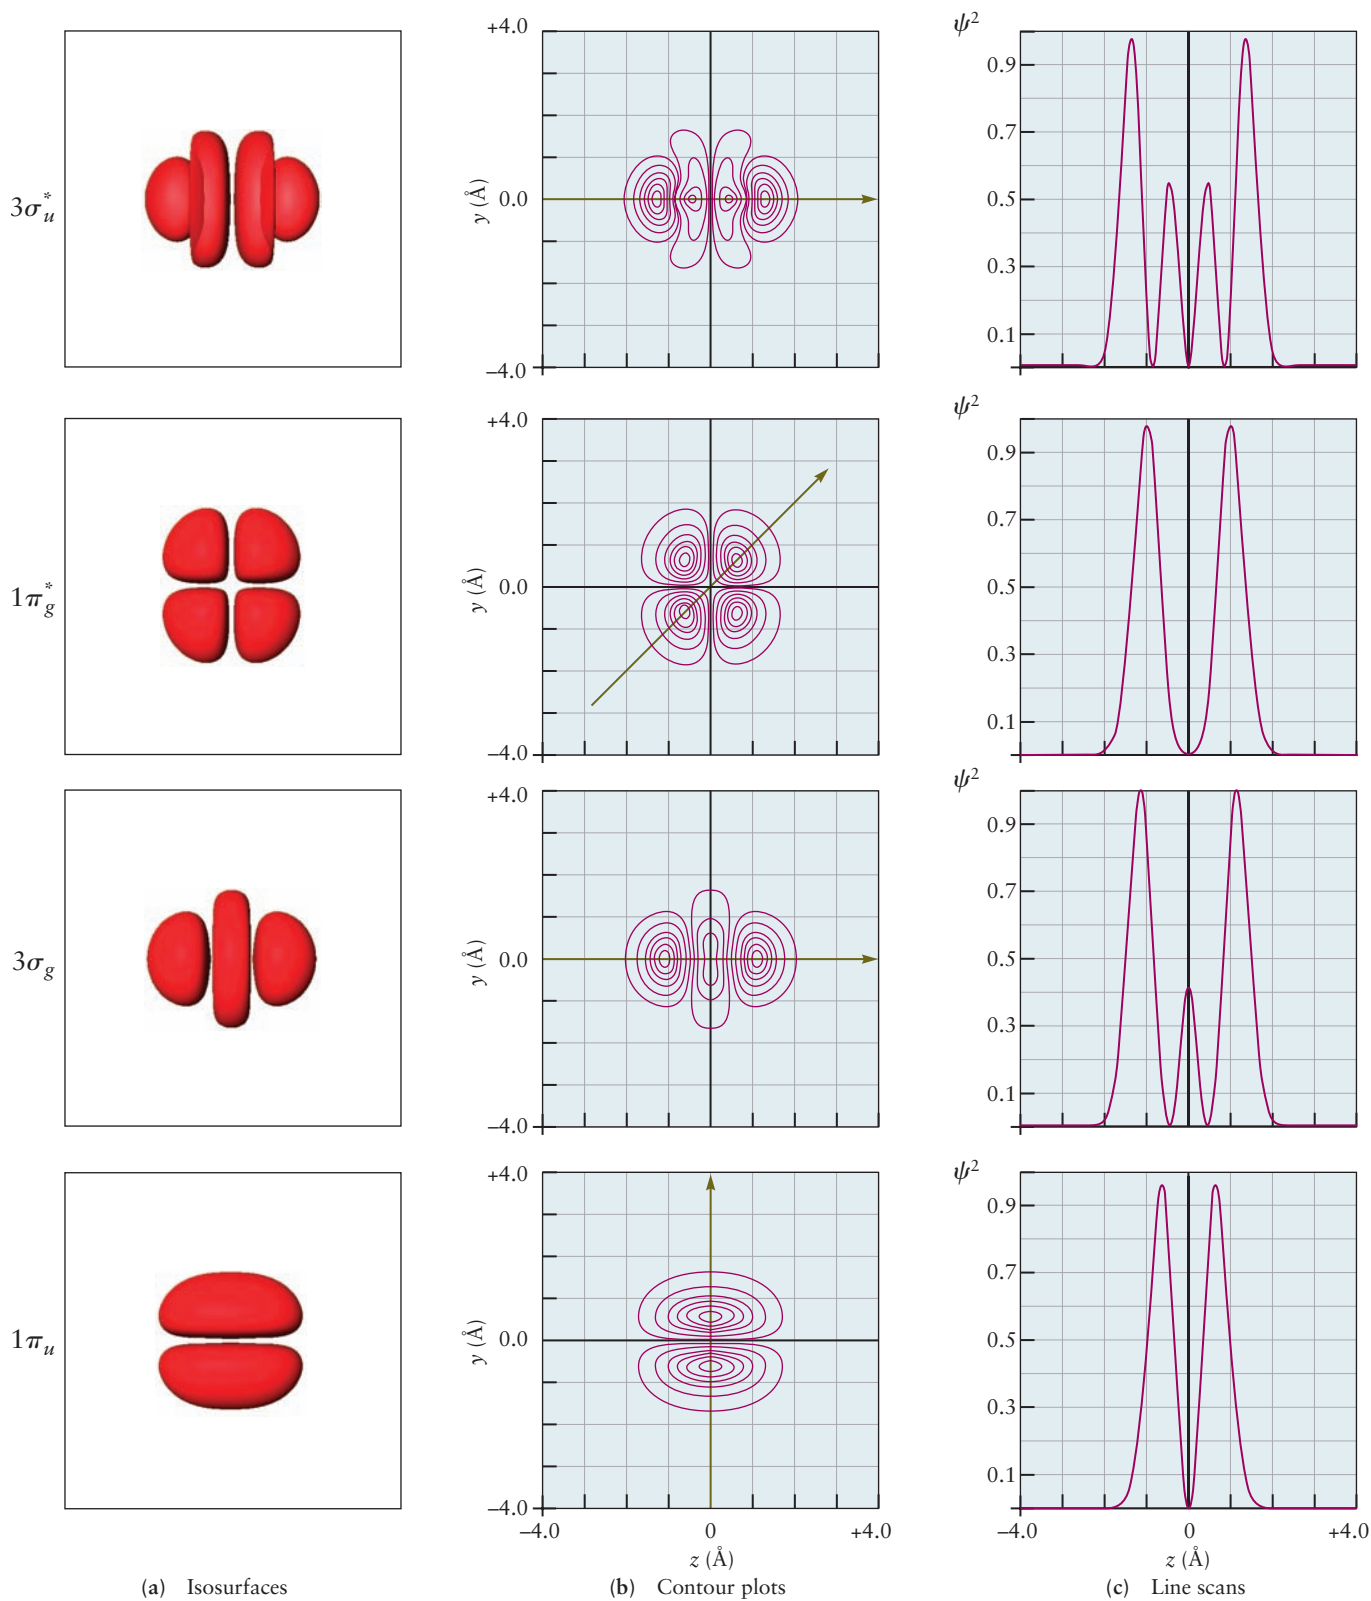 +4.0 ψ²
0.9
0.7
3σᵤ* y (Å) 0.0 0.5
0.3
0.1
−4.0
+4.0 ψ²
0.9
0.7
1π_g* y (Å) 0.0 0.5
0.3
0.1
−4.0
+4.0 ψ²
0.9
0.7
3σ_g y (Å) 0.0 0.5
0.3
0.1
−4.0
+4.0 ψ²
0.9
0.7
1πᵤ y (Å) 0.0 0.5
0.3
0.1
−4.0
−4.0 0 +4.0 −4.0 0 +4.0
z (Å) z (Å)
(a) Isosurfaces (b) Contour plots (c) Line scans